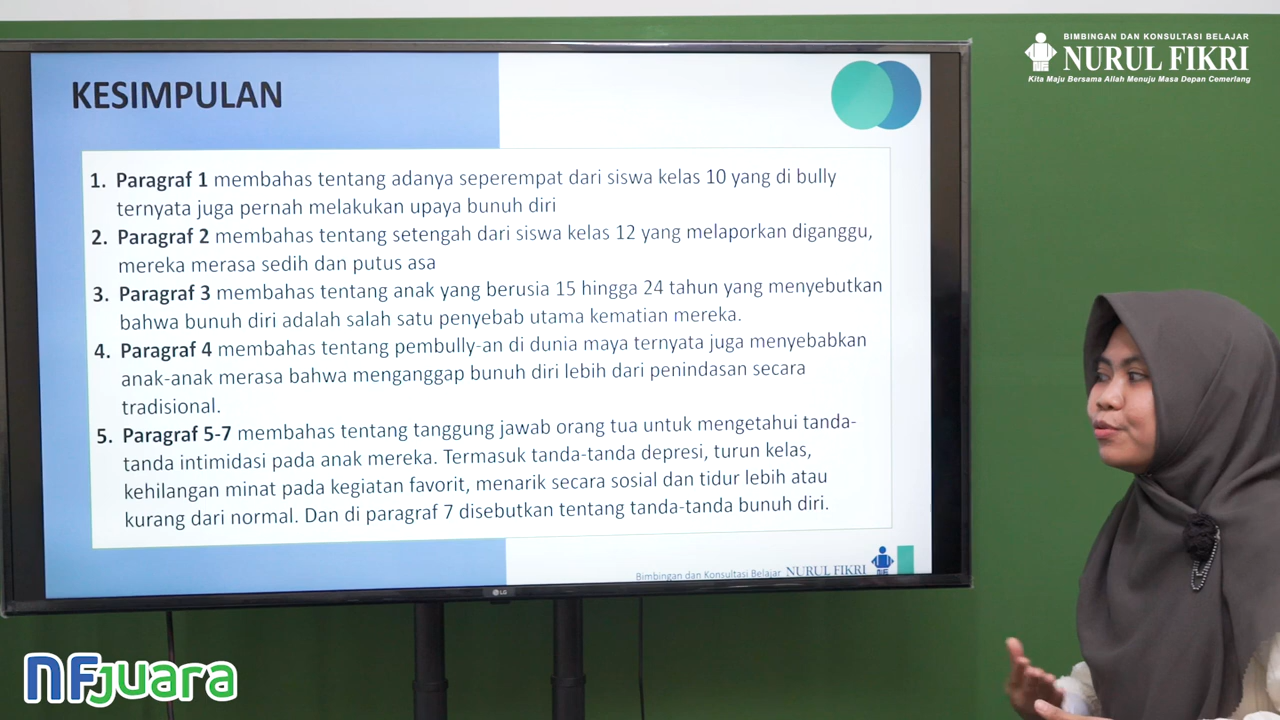 BIMBINGAN DAN KONSULTASI BELAJAR
NURUL FIKRI
Kita Maju Bersama Allah Menuju Masa Depan Cemerlang
KESIMPULAN
1. Paragraf 1 membahas tentang adanya seperempat dari siswa kelas 10 yang di bully
ternyata juga pernah melakukan upaya bunuh diri
2. Paragraf 2 membahas tentang setengah dari siswa kelas 12 yang melaporkan diganggu,
mereka merasa sedih dan putus asa
3. Paragraf 3 membahas tentang anak yang berusia 15 hingga 24 tahun yang menyebutkan
bahwa bunuh diri adalah salah satu penyebab utama kematian mereka.
4. Paragraf 4 membahas tentang pembully-an di dunia maya ternyata juga menyebabkan
anak-anak merasa bahwa menganggap bunuh diri lebih dari penindasan secara
tradisional.
5. Paragraf 5-7 membahas tentang tanggung jawab orang tua untuk mengetahui tanda-
tanda intimidasi pada anak mereka. Termasuk tanda-tanda depresi, turun kelas,
kehilangan minat pada kegiatan favorit, menarik secara sosial dan tidur lebih atau
kurang dari normal. Dan di paragraf 7 disebutkan tentang tanda-tanda bunuh diri.
Bimbingan dan Konsultasi Belajar NURUL FIKRI
LG
NFjuara